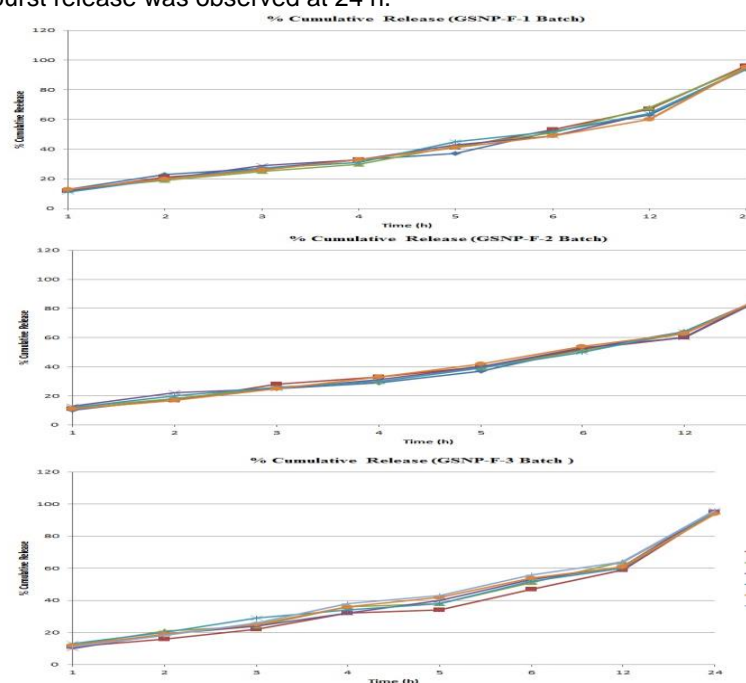 burst release was observed at 24 h.
% Cumulative Release (GSNP-F-1 Batch)
120
100
80
60
40
20
0
% Cumulative Reelease
1 2 3 4 5 6 12 2
Time (h)
% Cumulative Release (GSNP-F-2 Batch)
120
100
80
60
40
20
0
% Cumulative Release
1 2 3 4 5 6 12
Time (h)
% Cumulative Release (GSNP-F-3 Batch )
120
100
80
60
40
20
0
% Cumulative Release
1 2 3 4 5 6 12 24
Time (h)